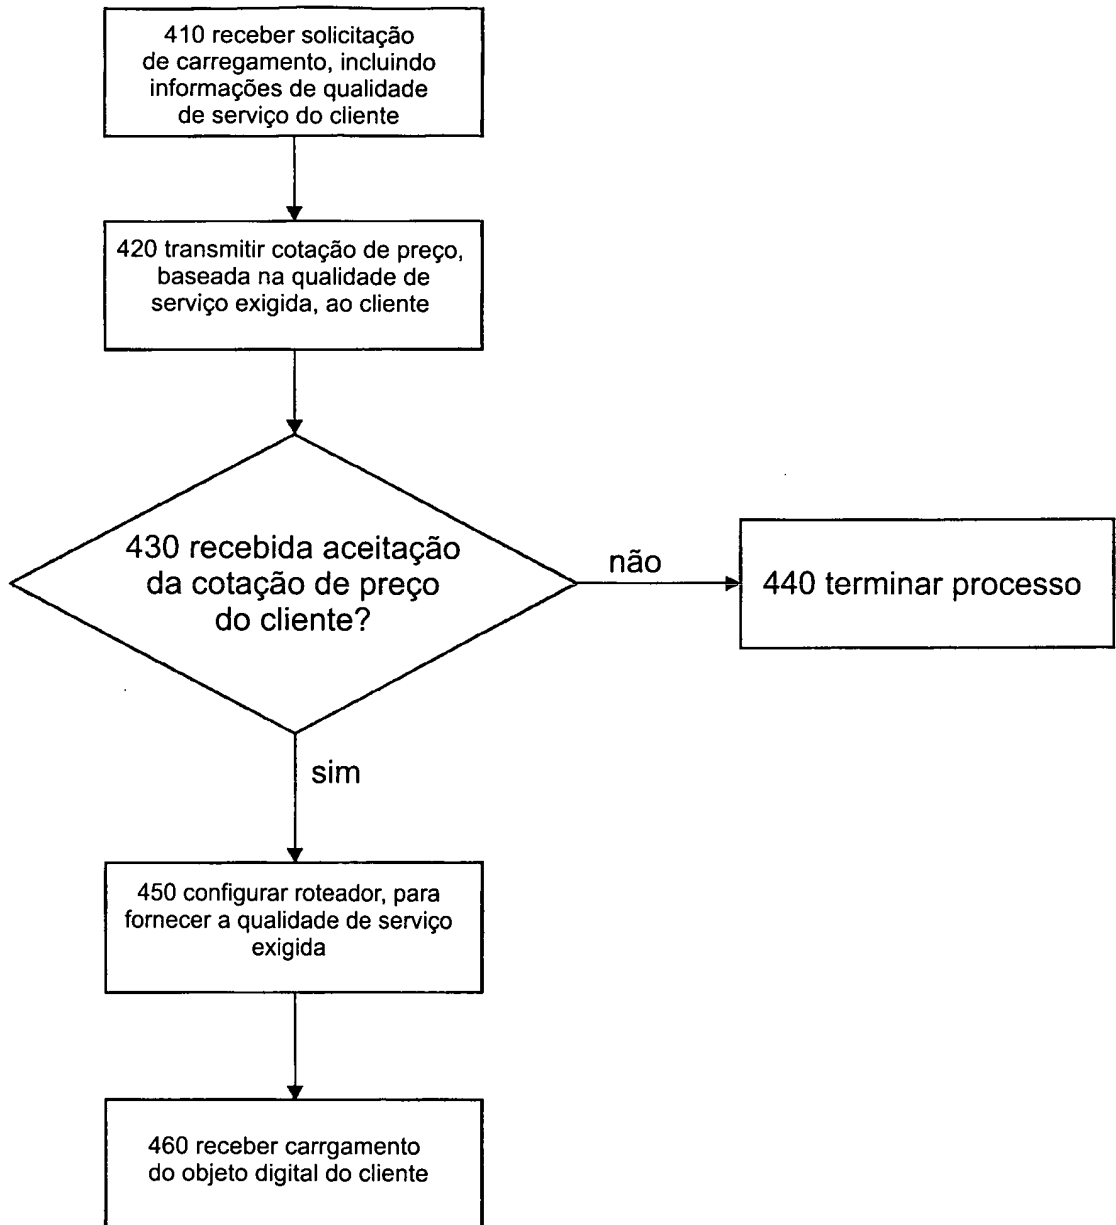 410 receber solicitação
de carregamento, incluindo
informações de qualidade
de serviço do cliente
420 transmitir cotação de preço,
baseada na qualidade de
serviço exigida, ao cliente
430 recebida aceitação
da cotação de preço
do cliente?
não
440 terminar processo
sim
450 configurar roteador, para
fornecer a qualidade de serviço
exigida
460 receber carrgamento
do objeto digital do cliente